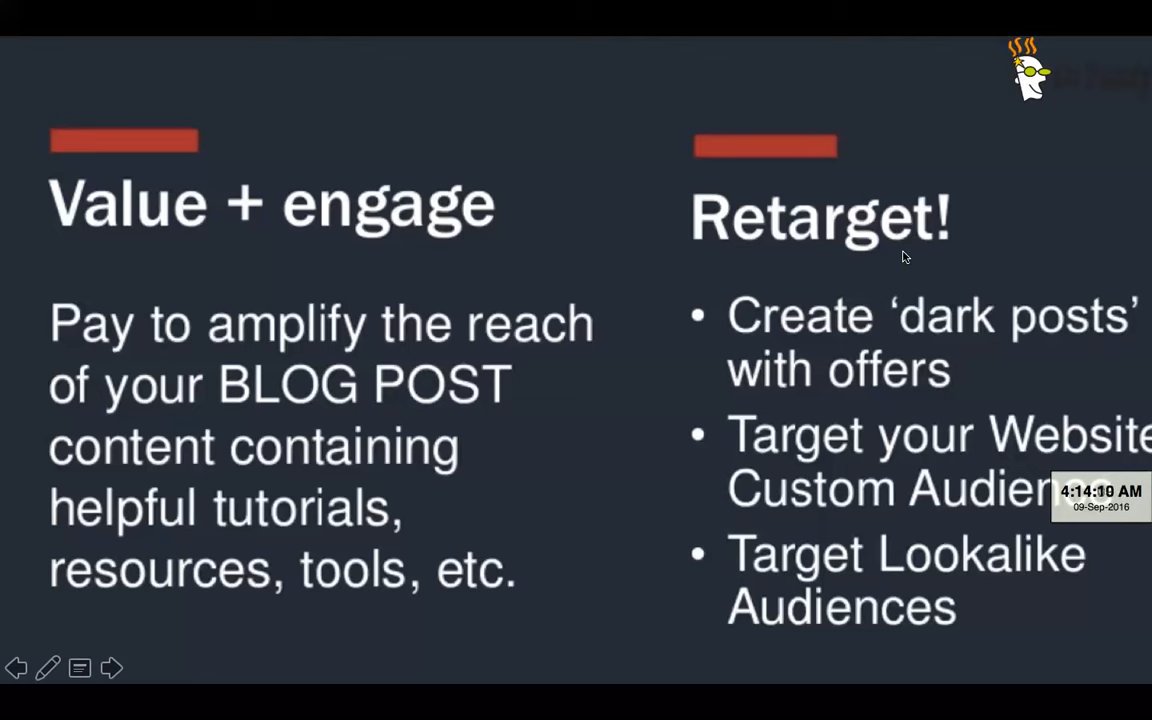 Value + engage
Pay to amplify the reach
of your BLOG POST
content containing
helpful tutorials,
resources, tools, etc.
Retarget!
• Create ‘dark posts’
with offers
• Target your Website
Custom Audience
• Target Lookalike
Audiences
4:14:10 AM
09-Sep-2016